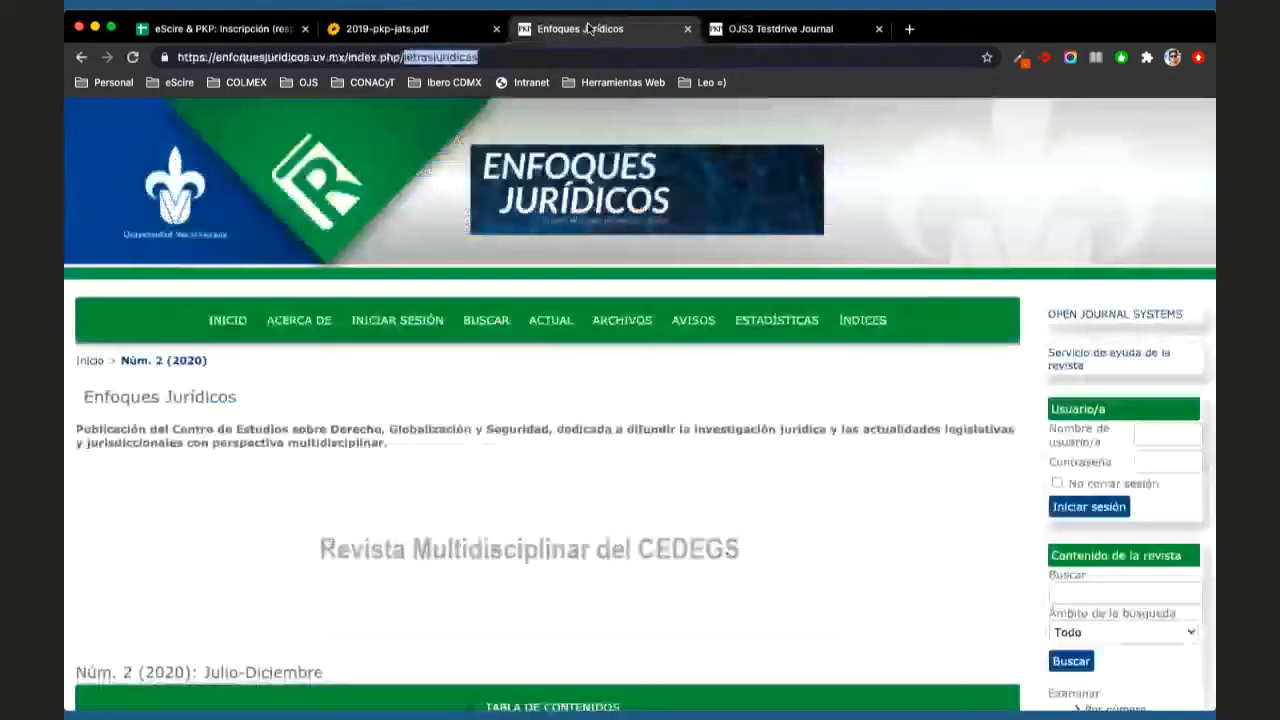 eScire & PKP: Inscripción (resp
2019-pkp-jats.pdf
Enfoques Jurídicos
OJS3 Testdrive Journal
https://enfoquesjuridicos.uv.mx/index.php/letrasjuridicas
Personal
eScire
COLMEX
OJS
CONACyT
Ibero CDMX
Intranet
Herramientas Web
Leo =)
ENFOQUES
JURÍDICOS
Universidad Veracruzana
INICIO ACERCA DE INICIAR SESIÓN BUSCAR ACTUAL ARCHIVOS AVISOS ESTADÍSTICAS ÍNDICES
Inicio > Núm. 2 (2020)
Enfoques Jurídicos
Publicación del Centro de Estudios sobre Derecho, Globalización y Seguridad, dedicada a difundir la investigación jurídica y las actualidades legislativas
y jurisdiccionales con perspectiva multidisciplinar.
Revista Multidisciplinar del CEDEGS
Núm. 2 (2020): Julio-Diciembre
TABLA DE CONTENIDOS
OPEN JOURNAL SYSTEMS
Servicio de ayuda de la
revista
Usuario/a
Nombre de
usuario/a
Contraseña
No cerrar sesión
Iniciar sesión
Contenido de la revista
Buscar
Ámbito de la búsqueda
Todo
Buscar
Examinar
Por número